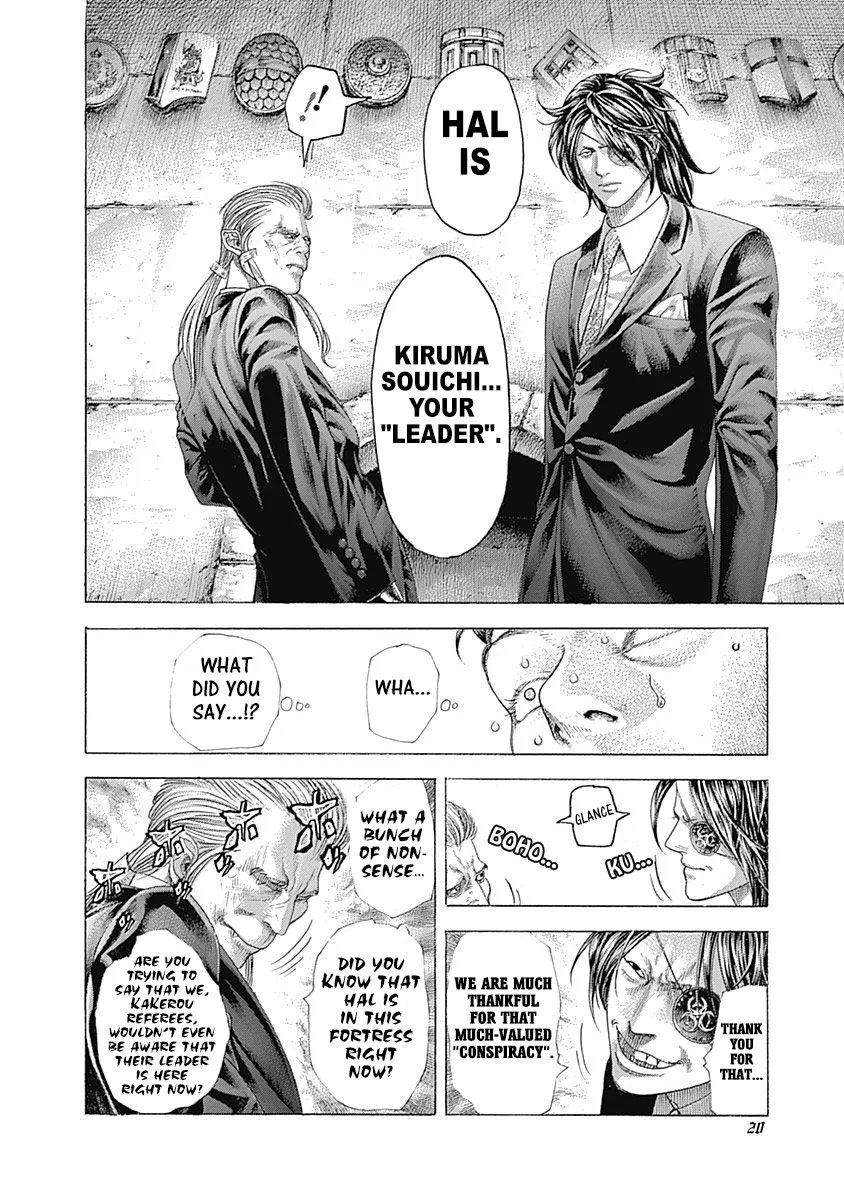 HAL
IS
!!
KIRUMA
SOUICHI...
YOUR
"LEADER".
WHA...
WHAT
DID YOU
SAY...!?
KU...
GLANCE
BOHO...
THANK
YOU
FOR
THAT...
WE ARE MUCH
THANKFUL
FOR THAT
MUCH-VALUED
"CONSPIRACY".
WHAT A
BUNCH
OF NON-
SENSE...
DID YOU
KNOW THAT
HAL IS
IN THIS
FORTRESS
RIGHT
NOW?
ARE YOU
TRYING TO
SAY THAT WE,
KAKEROU
REFEREES,
WOULDN'T EVEN
BE AWARE THAT
THEIR LEADER
IS HERE
RIGHT NOW?
20